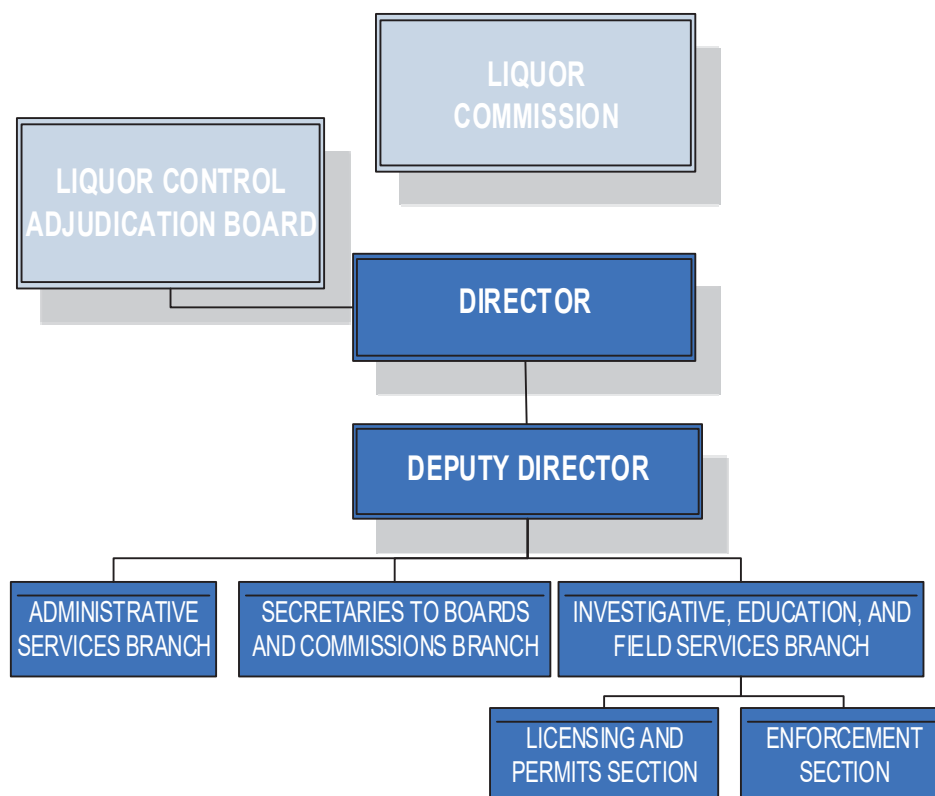 LIQUOR
COMMISSION
LIQUOR CONTROL
ADJUDICATION BOARD
DIRECTOR
DEPUTY DIRECTOR
ADMINISTRATIVE
SERVICES BRANCH
SECRETARIES TO BOARDS
AND COMMISSIONS BRANCH
INVESTIGATIVE, EDUCATION, AND
FIELD SERVICES BRANCH
LICENSING AND
PERMITS SECTION
ENFORCEMENT
SECTION